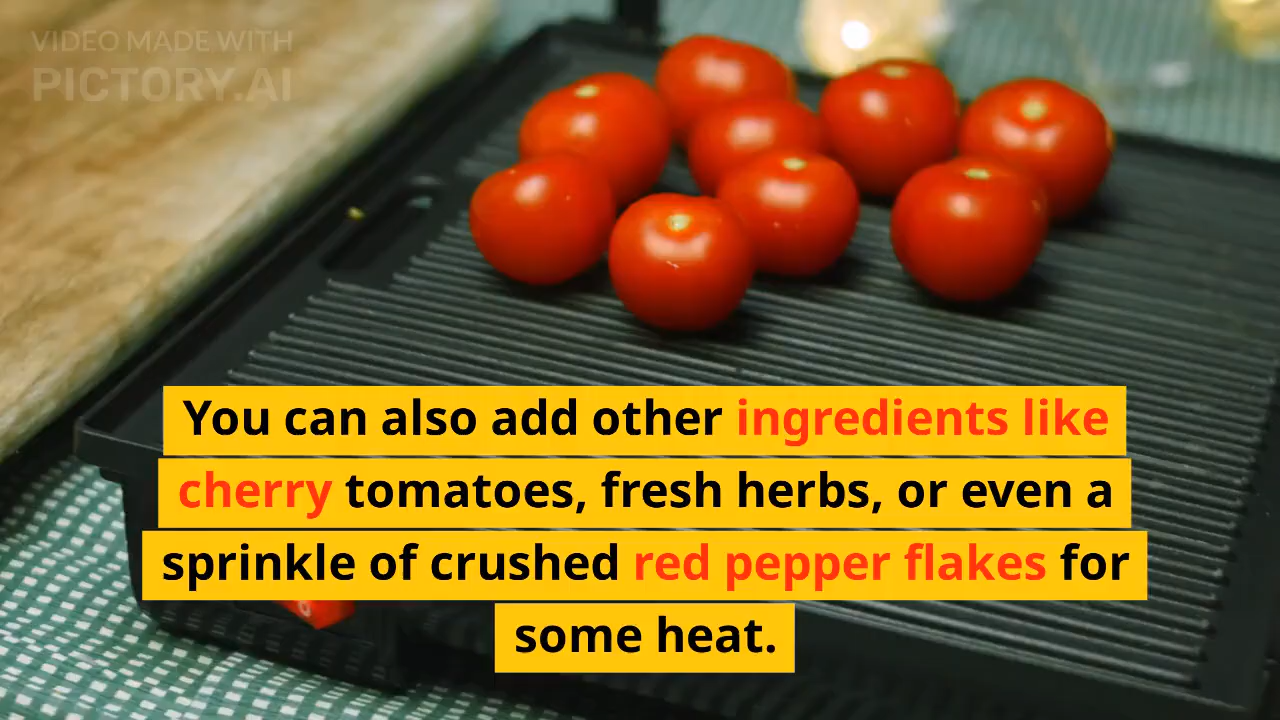 VIDEO MADE WITH
PICTORY.AI
You can also add other ingredients like
cherry tomatoes, fresh herbs, or even a
sprinkle of crushed red pepper flakes for
some heat.